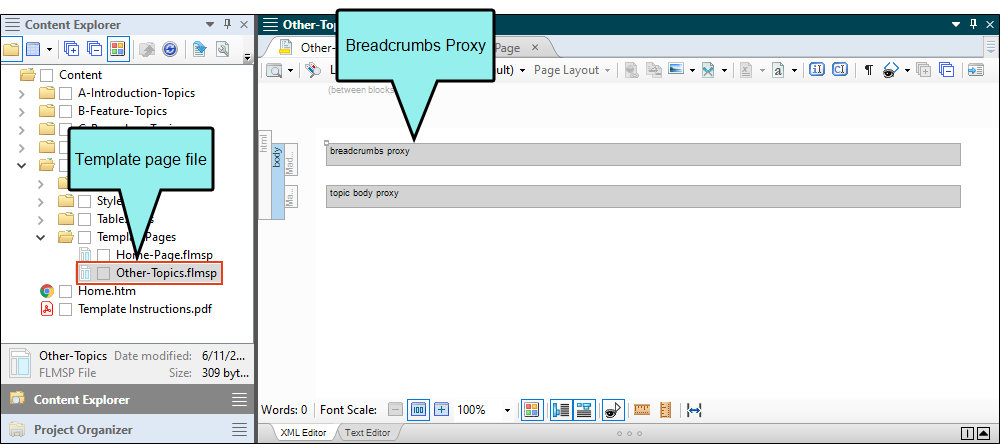 Content Explorer
Content
A-Introduction-Topics
B-Feature-Topics
Template page file
Style
Table
Pages
Home-Page.flmsp
Other-Topics.flmsp
Home.htm
Template Instructions.pdf
Other-Topics Date modified: 6/11/2...
FLMSP File Size: 309 byt...
Content Explorer
Project Organizer
Other-Top
Breadcrumbs Proxy
Other- Page
L ult) Page Layout
(between blocks
html
body
Mad...
breadcrumbs proxy
Ma...
topic body proxy
Words: 0 Font Scale: 100 100%
XML Editor Text Editor